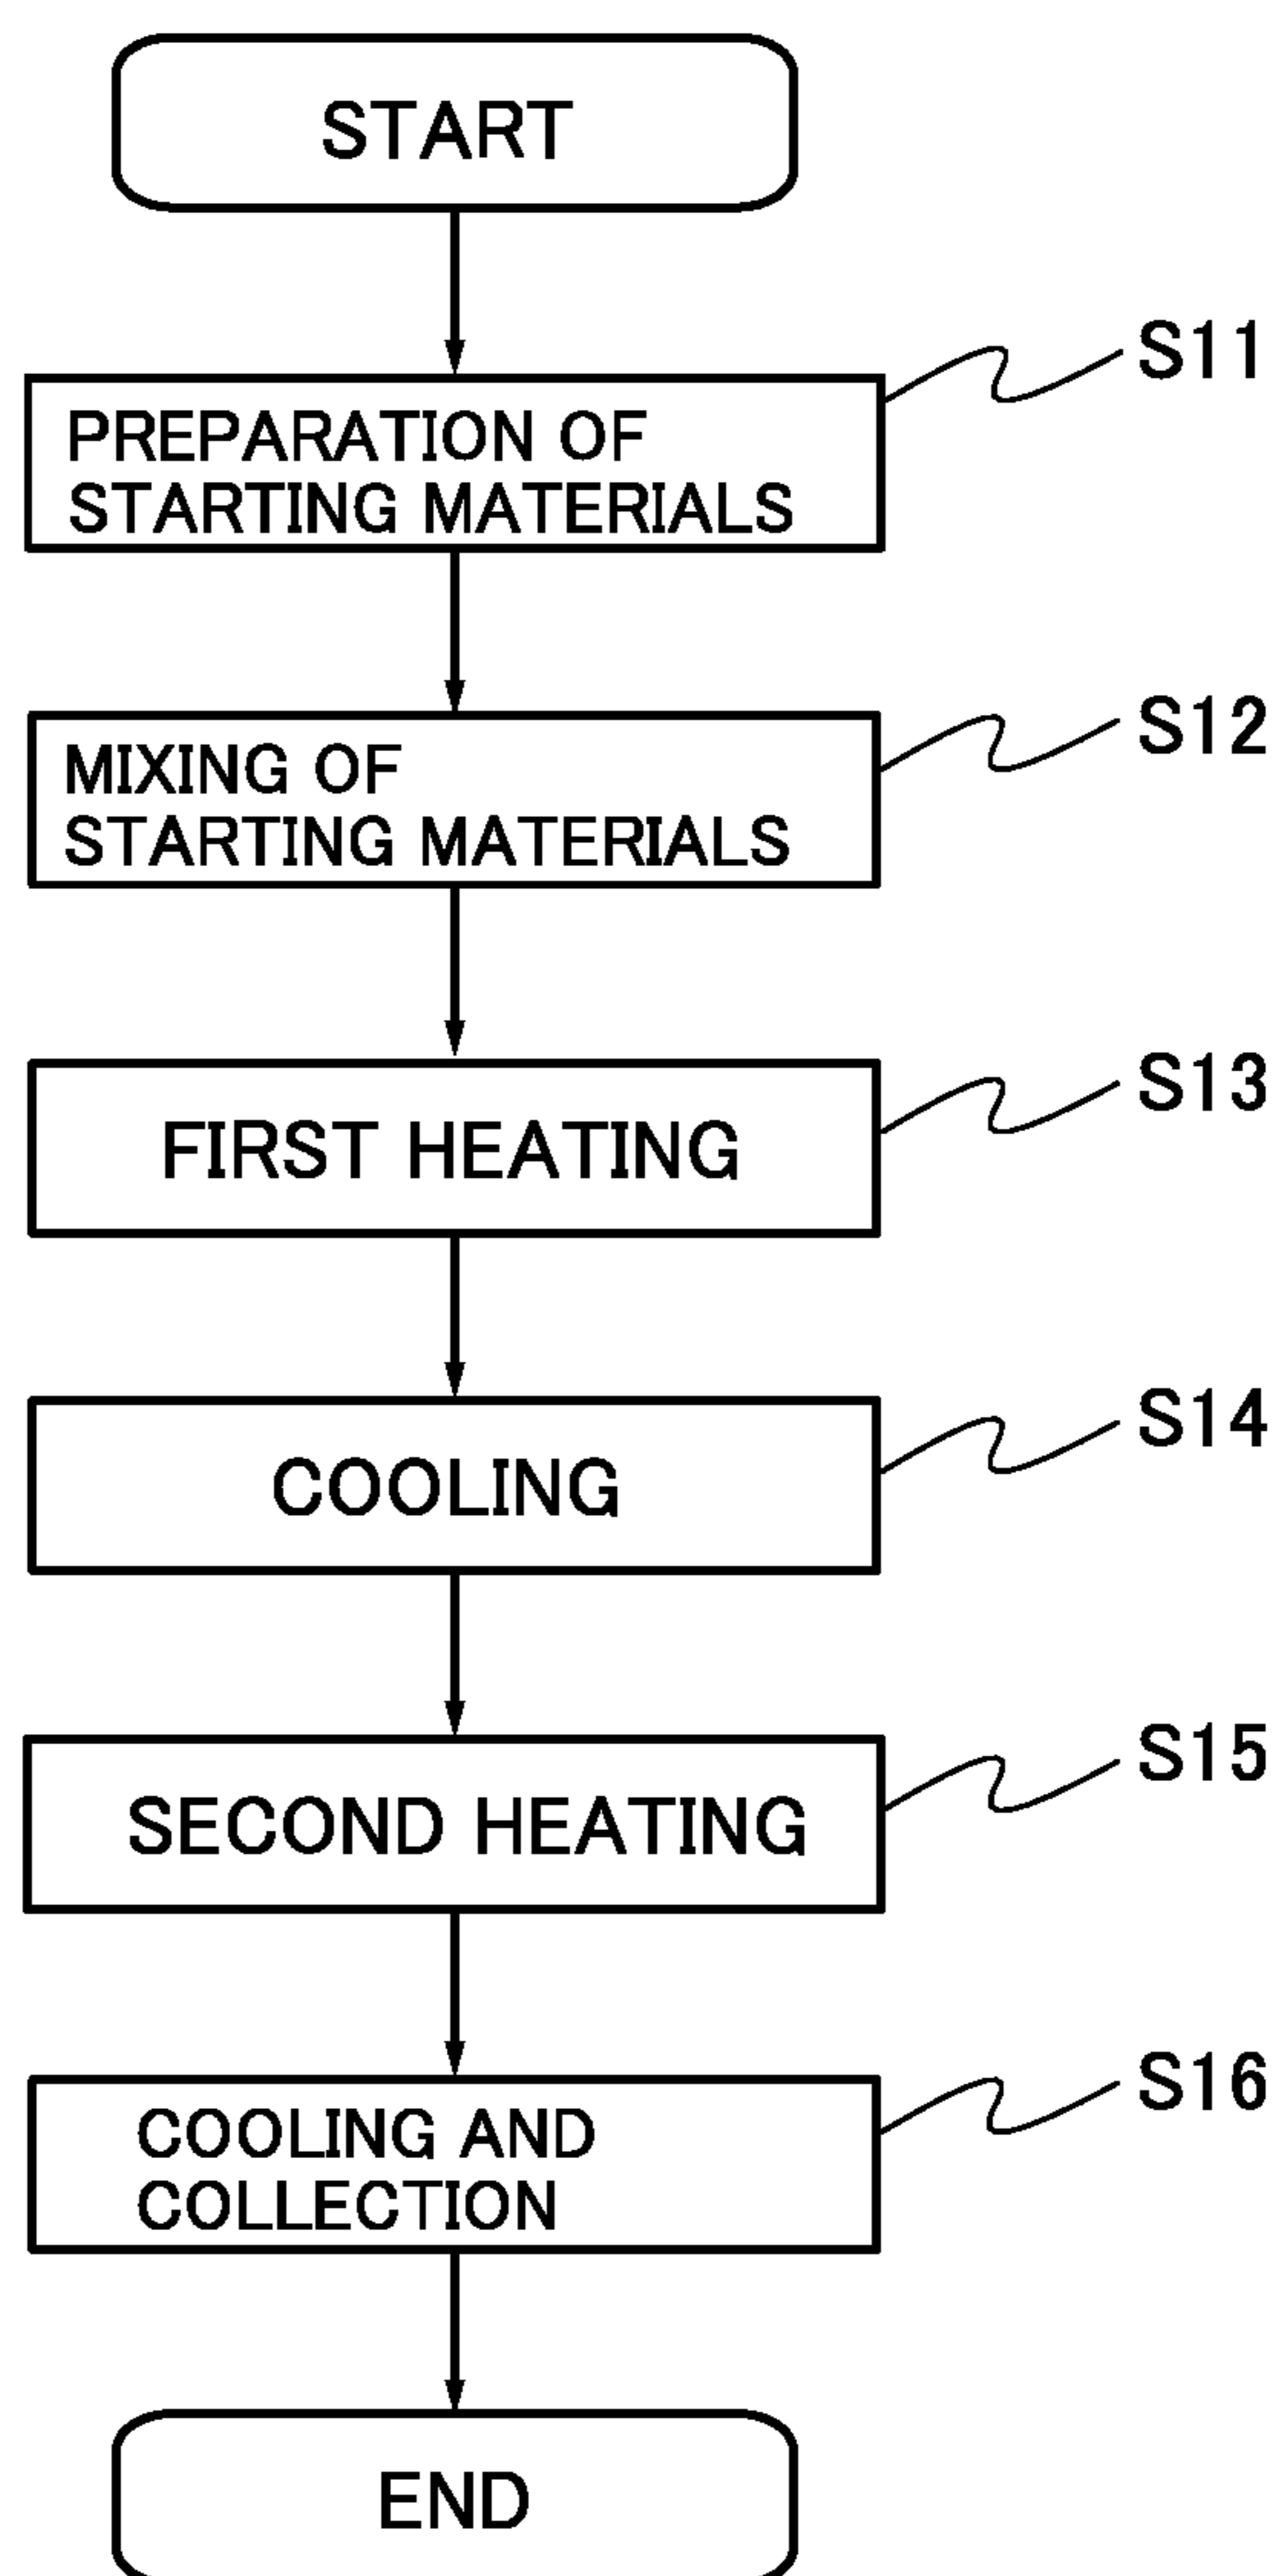 START
S11
PREPARATION OF
STARTING MATERIALS
S12
MIXING OF
STARTING MATERIALS
S13
FIRST HEATING
S14
COOLING
S15
SECOND HEATING
S16
COOLING AND
COLLECTION
END